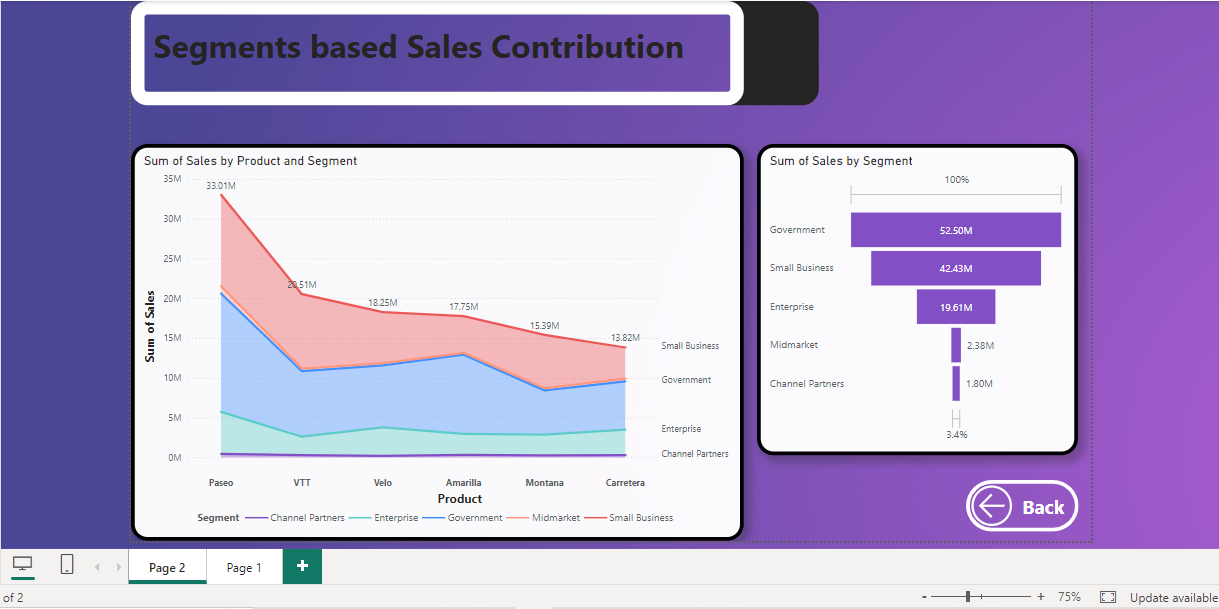 Segments based Sales Contribution
Sum of Sales by Product and Segment
35M
33.01M
30M
25M
20M
20.51M
18.25M
17.75M
15.39M
13.82M
15M
10M
5M
0M
Sum of Sales
Small Business
Government
Enterprise
Channel Partners
Paseo VTT Velo Amarilla Montana Carretera
Product
Segment Channel Partners Enterprise Government Midmarket Small Business
Sum of Sales by Segment
100%
Government 52.50M
Small Business 42.43M
Enterprise 19.61M
Midmarket 2.38M
Channel Partners 1.80M
3.4%
Back
Page 2 Page 1 +
of 2
- + 75% Update available